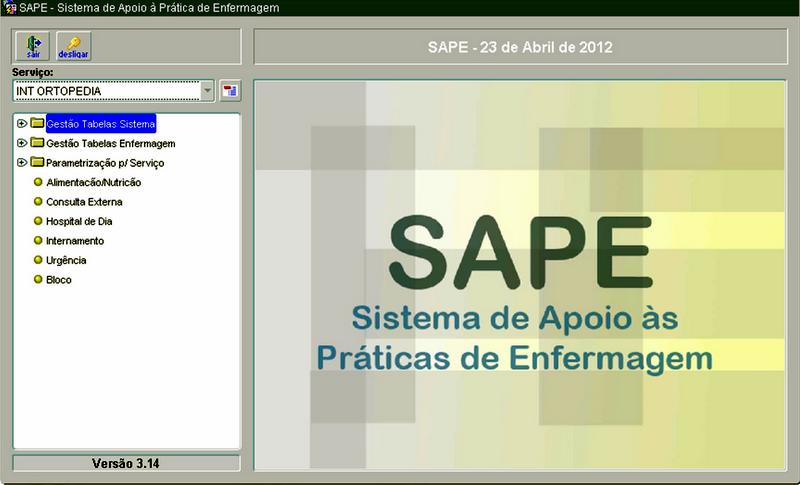 SAPE - Sistema de Apoio à Prática de Enfermagem
sair
desligar
SAPE - 23 de Abril de 2012
Serviço:
INT ORTOPEDIA
Gestão Tabelas Sistema
Gestão Tabelas Enfermagem
Parametrização p/ Serviço
Alimentacão/Nutricão
Consulta Externa
Hospital de Dia
Internamento
Urgência
Bloco
SAPE
Sistema de Apoio às
Práticas de Enfermagem
Versão 3.14